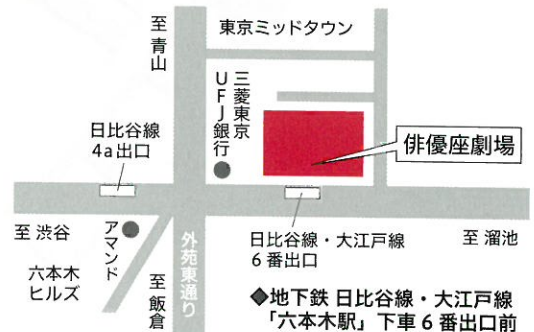 至 青山
東京ミッドタウン
三菱東京
UFJ銀行
日比谷線
4a出口
俳優座劇場
至 渋谷
アマンド
六本木
ヒルズ
至 飯倉
外苑東通り
日比谷線・大江戸線
6番出口
至 溜池
◆地下鉄 日比谷線・大江戸線
「六本木駅」下車 6 番出口前